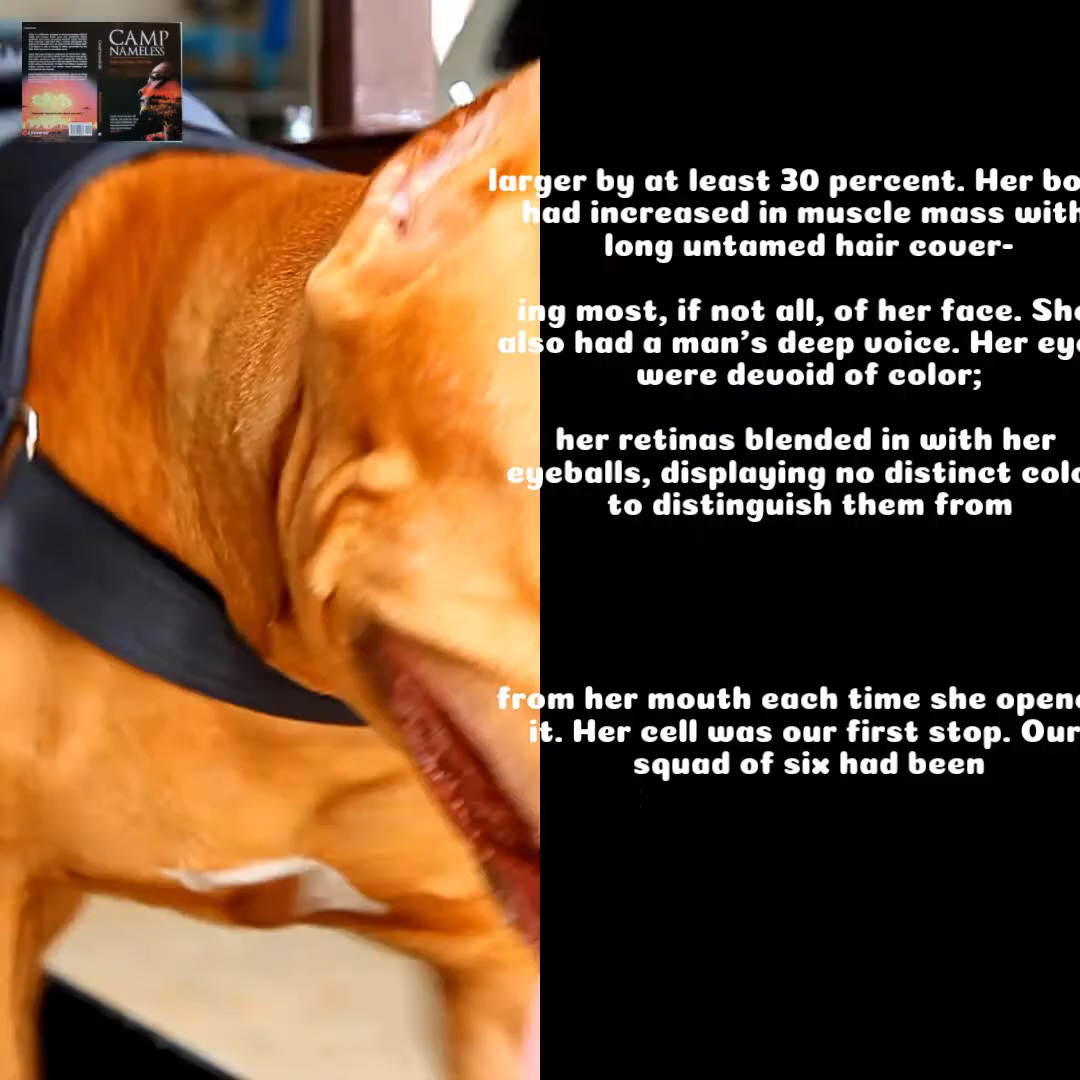 CAMP
NAMELESS
larger by at least 30 percent. Her bo
had increased in muscle mass with
long untamed hair cover-
ing most, if not all, of her face. She
also had a man's deep voice. Her eye
were devoid of color;
her retinas blended in with her
eyeballs, displaying no distinct colo
to distinguish them from
from her mouth each time she opene
it. Her cell was our first stop. Our
squad of six had been